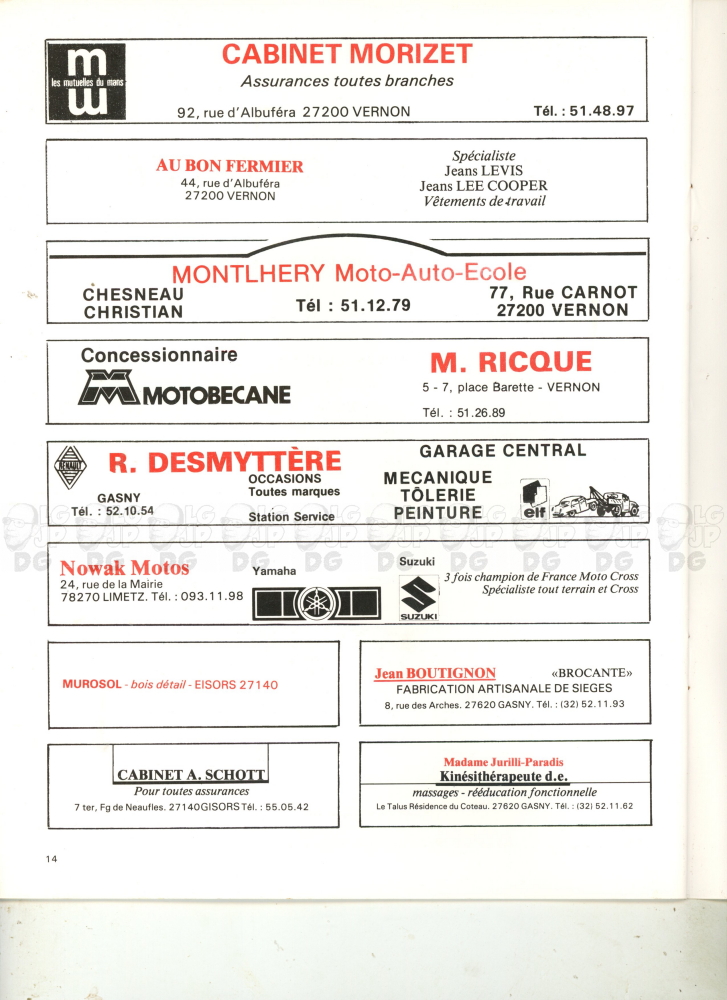 CABINET MORIZET
les mutuelles du mans
Assurances toutes branches
92, rue d'Albuféra 27200 VERNON
Tél. : 51.48.97
AU BON FERMIER
44, rue d'Albuféra
27200 VERNON
Spécialiste
Jeans LEVIS
Jeans LEE COOPER
Vêtements de travail
MONTLHERY Moto-Auto-Ecole
CHESNEAU
CHRISTIAN
Tél : 51.12.79
77, Rue CARNOT
27200 VERNON
Concessionnaire
MOTOBECANE
M. RICQUE
5 - 7, place Barette - VERNON
Tél. : 51.26.89
RENAULT
R. DESMYTTÈRE
GASNY
Tél. : 52.10.54
OCCASIONS
Toutes marques
Station Service
GARAGE CENTRAL
MECANIQUE
TÔLERIE
PEINTURE
elf
LG JP DG
Nowak Motos
24, rue de la Mairie
78270 LIMETZ. Tél. : 093.11.98
Yamaha
Suzuki
SUZUKI
3 fois champion de France Moto Cross
Spécialiste tout terrain et Cross
MUROSOL - bois détail - EISORS 27140
Jean BOUTIGNON «BROCANTE»
FABRICATION ARTISANALE DE SIEGES
8, rue des Arches. 27620 GASNY. Tél. : (32) 52.11.93
CABINET A. SCHOTT
Pour toutes assurances
7 ter, Fg de Neaufles. 27140GISORS Tél. : 55.05.42
Madame Jurilli-Paradis
Kinésithérapeute d.e.
massages - rééducation fonctionnelle
Le Talus Résidence du Coteau. 27620 GASNY. Tél. : (32) 52.11.62
14